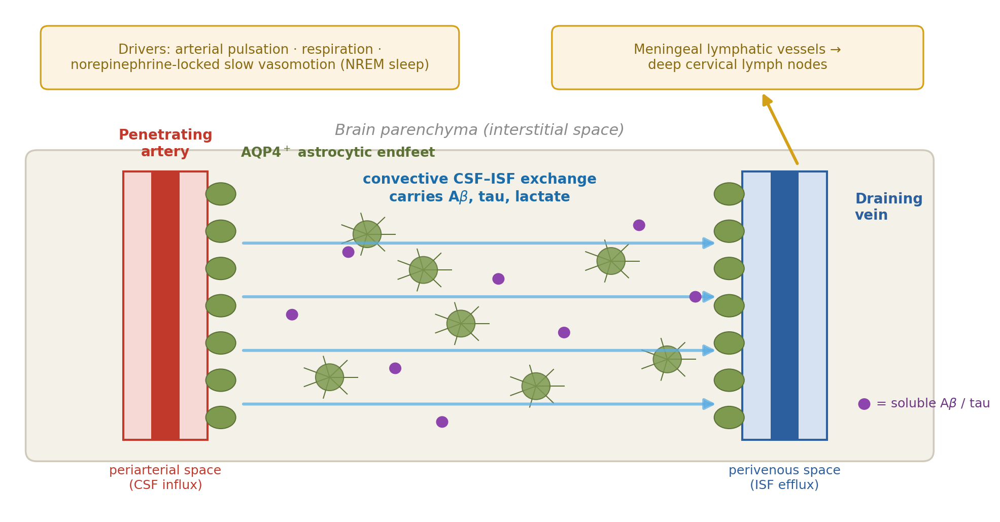 Drivers: arterial pulsation · respiration ·
norepinephrine-locked slow vasomotion (NREM sleep)
Meningeal lymphatic vessels →
deep cervical lymph nodes
Brain parenchyma (interstitial space)
Penetrating
artery
AQP4⁺ astrocytic endfeet
convective CSF–ISF exchange
carries Aβ, tau, lactate
Draining
vein
= soluble Aβ / tau
periarterial space
(CSF influx)
perivenous space
(ISF efflux)